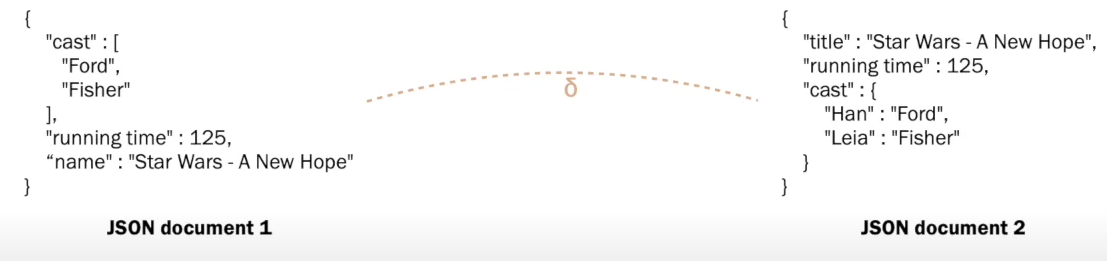 {
"cast" : [
"Ford",
"Fisher"
],
"running time" : 125,
“name" : "Star Wars - A New Hope"
}
JSON document 1
δ
{
"title" : "Star Wars - A New Hope",
"running time" : 125,
"cast" : {
"Han" : "Ford",
"Leia" : "Fisher"
}
}
JSON document 2